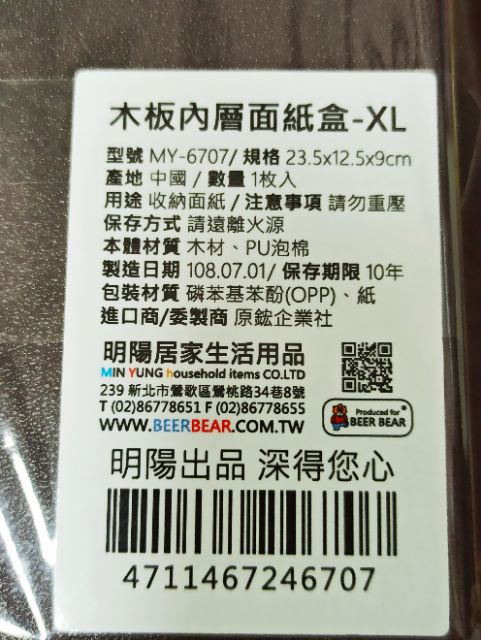 木板內層面紙盒-XL
型號 MY-6707/ 規格 23.5x12.5x9cm
產地 中國 / 數量 1枚入
用途 收納面紙 / 注意事項 請勿重壓
保存方式 請遠離火源
本體材質 木材、PU泡棉
製造日期 108.07.01/ 保存期限 10年
包裝材質 磷苯基苯酚(OPP)、紙
進口商/委製商 原鋐企業社
明陽居家生活用品
MIN YUNG household items CO.LTD
239 新北市鶯歌區鶯桃路34巷8號
T (02)86778651 F (02)86778655
WWW.BEERBEAR.COM.TW
Produced for
BEER BEAR
明陽出品 深得您心
4711467246707